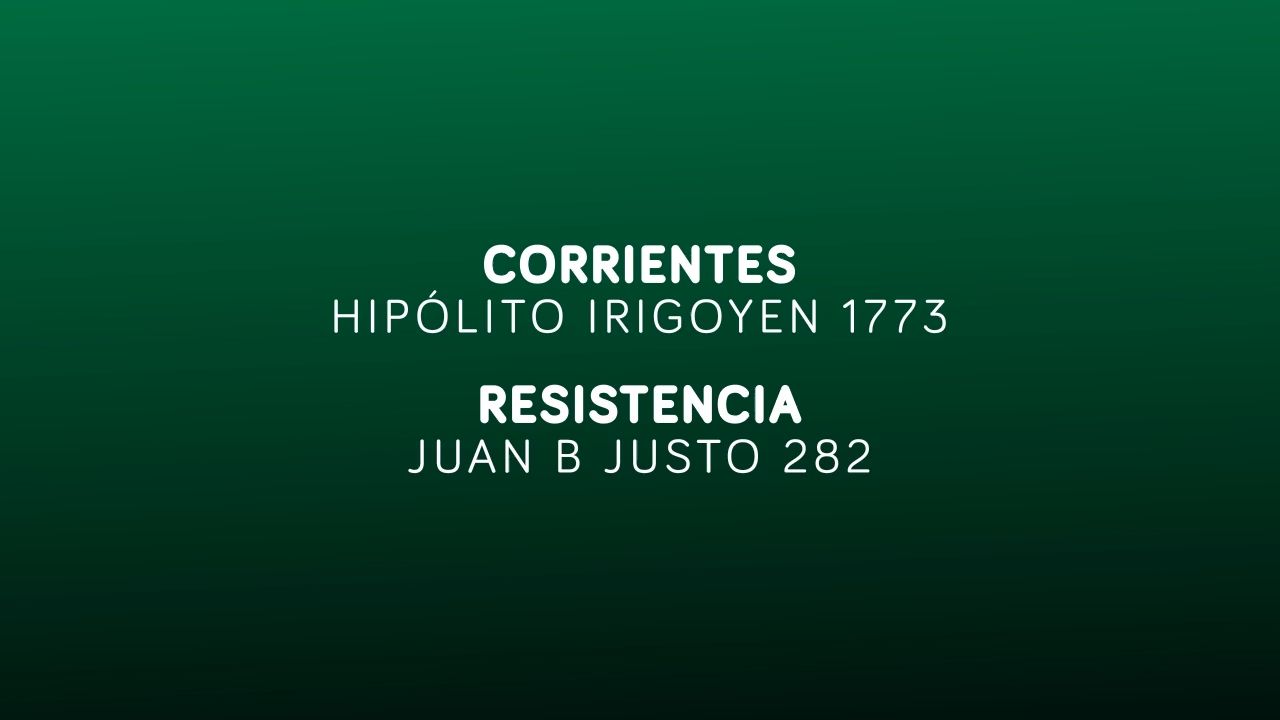 CORRIENTES
HIPÓLITO IRIGOYEN 1773
RESISTENCIA
JUAN B JUSTO 282